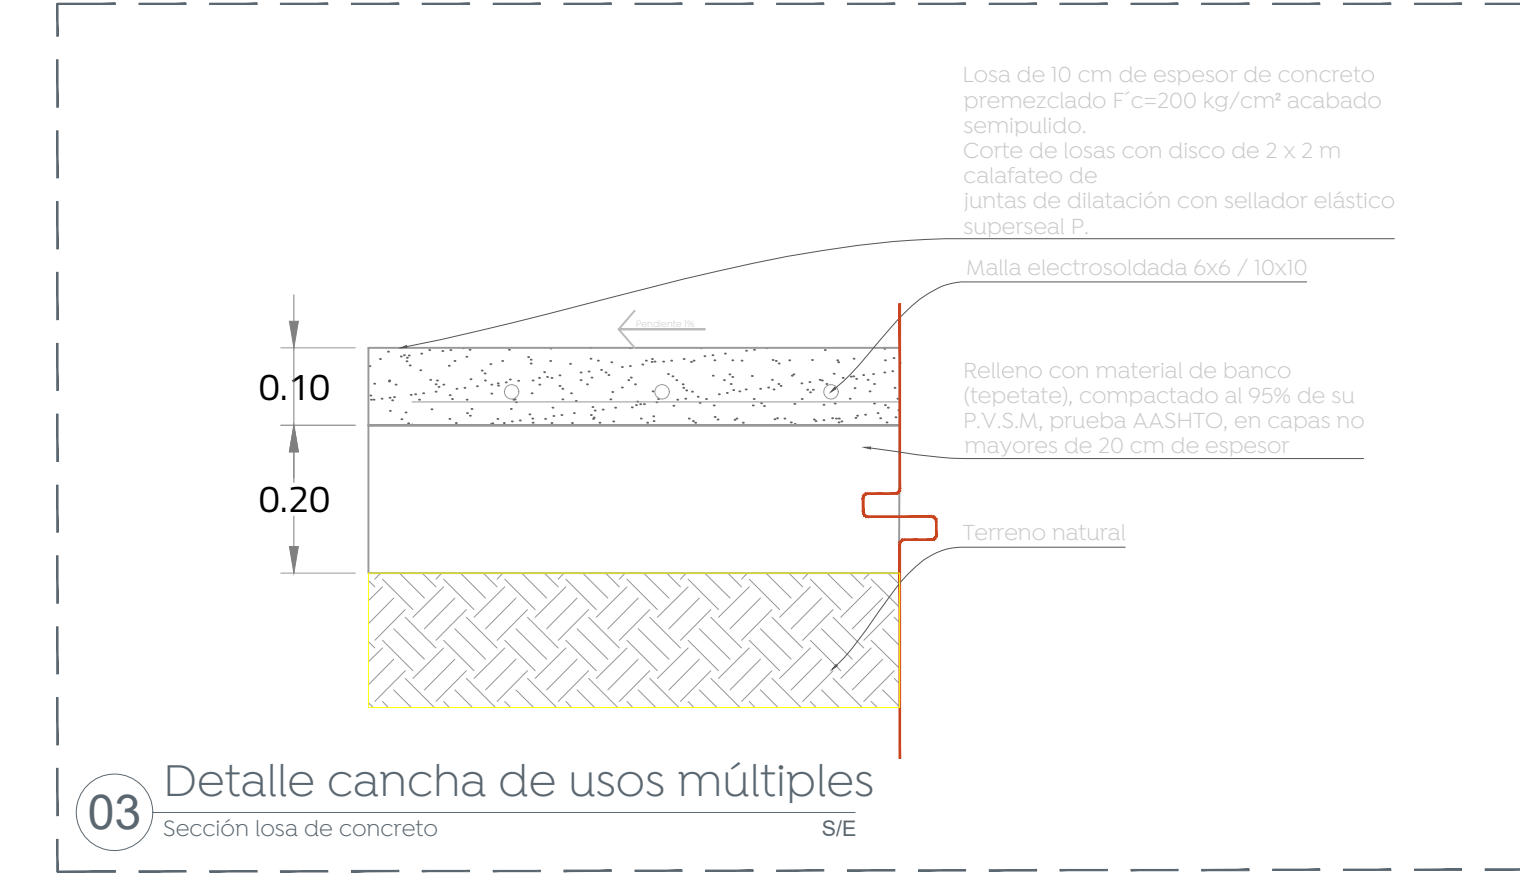 Losa de 10 cm de espesor de concreto
premezclado F´c=200 kg/cm² acabado
semipulido.
Corte de losas con disco de 2 x 2 m
calafateo de
juntas de dilatación con sellador elástico
superseal P.
Malla electrosoldada 6x6 / 10x10
Pendiente 1%
0.10
Relleno con material de banco
(tepetate), compactado al 95% de su
P.V.S.M, prueba AASHTO, en capas no
mayores de 20 cm de espesor
0.20
Terreno natural
03
Detalle cancha de usos múltiples
Sección losa de concreto
S/E